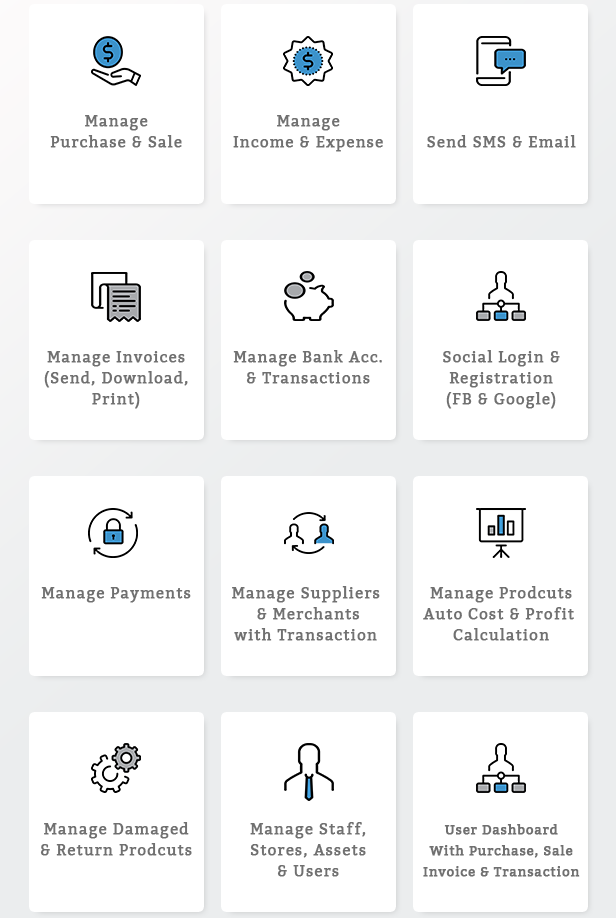 Manage
Purchase & Sale
Manage
Income & Expense
Send SMS & Email
Manage Invoices
(Send, Download,
Print)
Manage Bank Acc.
& Transactions
Social Login &
Registration
(FB & Google)
Manage Payments
Manage Suppliers
& Merchants
with Transaction
Manage Prodcuts
Auto Cost & Profit
Calculation
Manage Damaged
& Return Prodcuts
Manage Staff,
Stores, Assets
& Users
User Dashboard
With Purchase, Sale
Invoice & Transaction